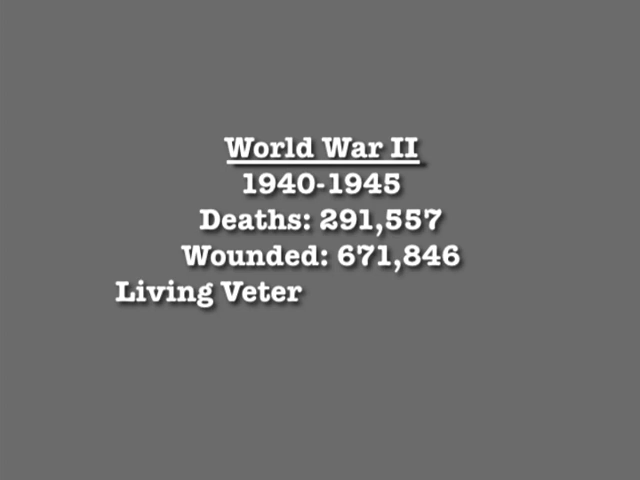 World War II
1940-1945
Deaths: 291,557
Wounded: 671,846
Living Veter